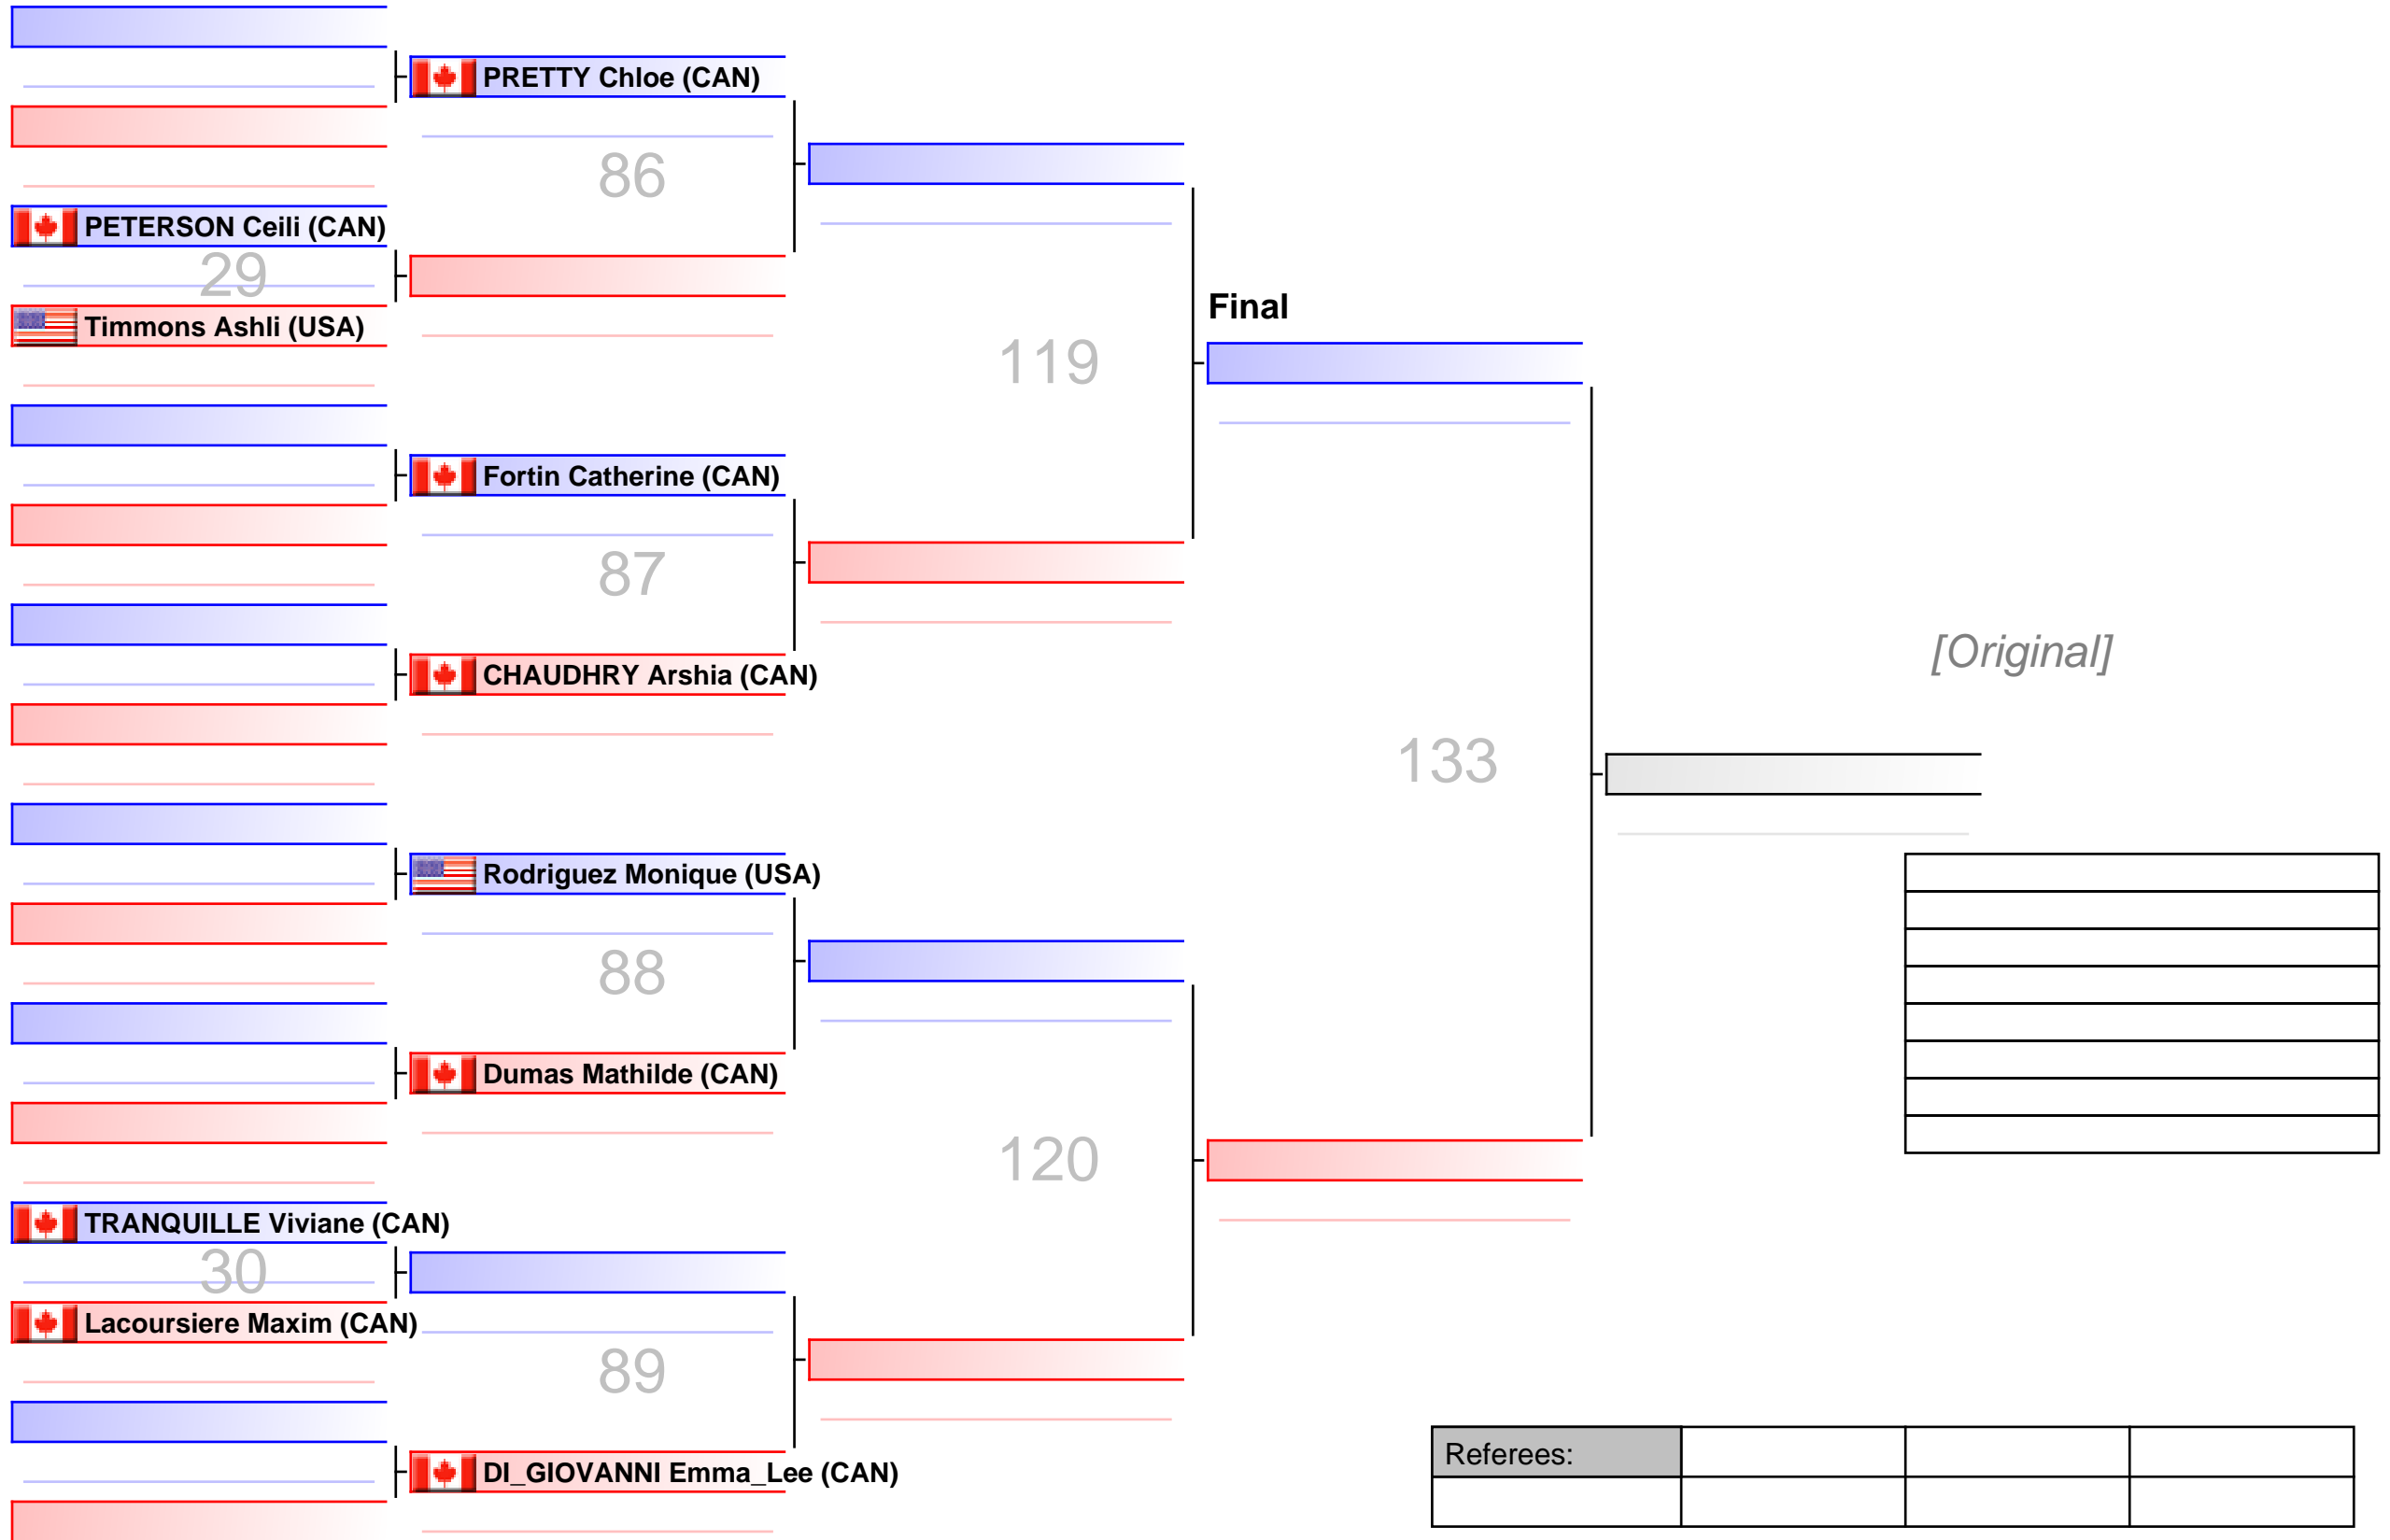 PRETTY Chloe (CAN)
86
PETERSON Ceili (CAN)
29
Timmons Ashli (USA)
Final
119
Fortin Catherine (CAN)
87
CHAUDHRY Arshia (CAN)
[Original]
133
Rodriguez Monique (USA)
88
Dumas Mathilde (CAN)
120
TRANQUILLE Viviane (CAN)
30
Lacoursiere Maxim (CAN)
89
DI_GIOVANNI Emma_Lee (CAN)
Referees: